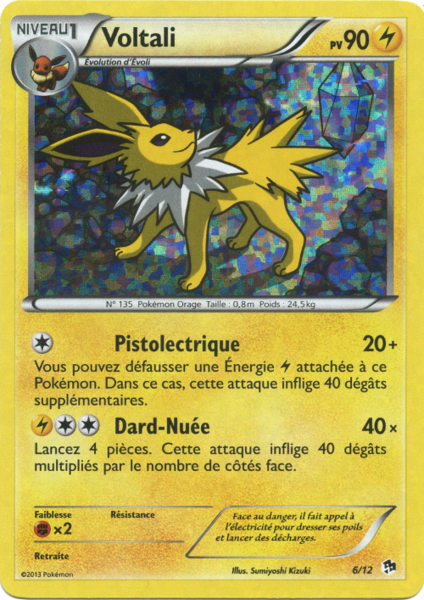 NIVEAU 1
Voltali
PV 90
Évolution d'Évoli
N° 135 Pokémon Orage Taille : 0,8m Poids : 24,5kg
Pistolectrique 20+
Vous pouvez défausser une Énergie attachée à ce
Pokémon. Dans ce cas, cette attaque inflige 40 dégâts
supplémentaires.
Dard-Nuée 40×
Lancez 4 pièces. Cette attaque inflige 40 dégâts
multipliés par le nombre de côtés face.
Faiblesse Résistance
×2
Retraite
Face au danger, il fait appel à
l'électricité pour dresser ses poils
et lancer des décharges.
©2013 Pokémon Illus. Sumiyoshi Kizuki 6/12